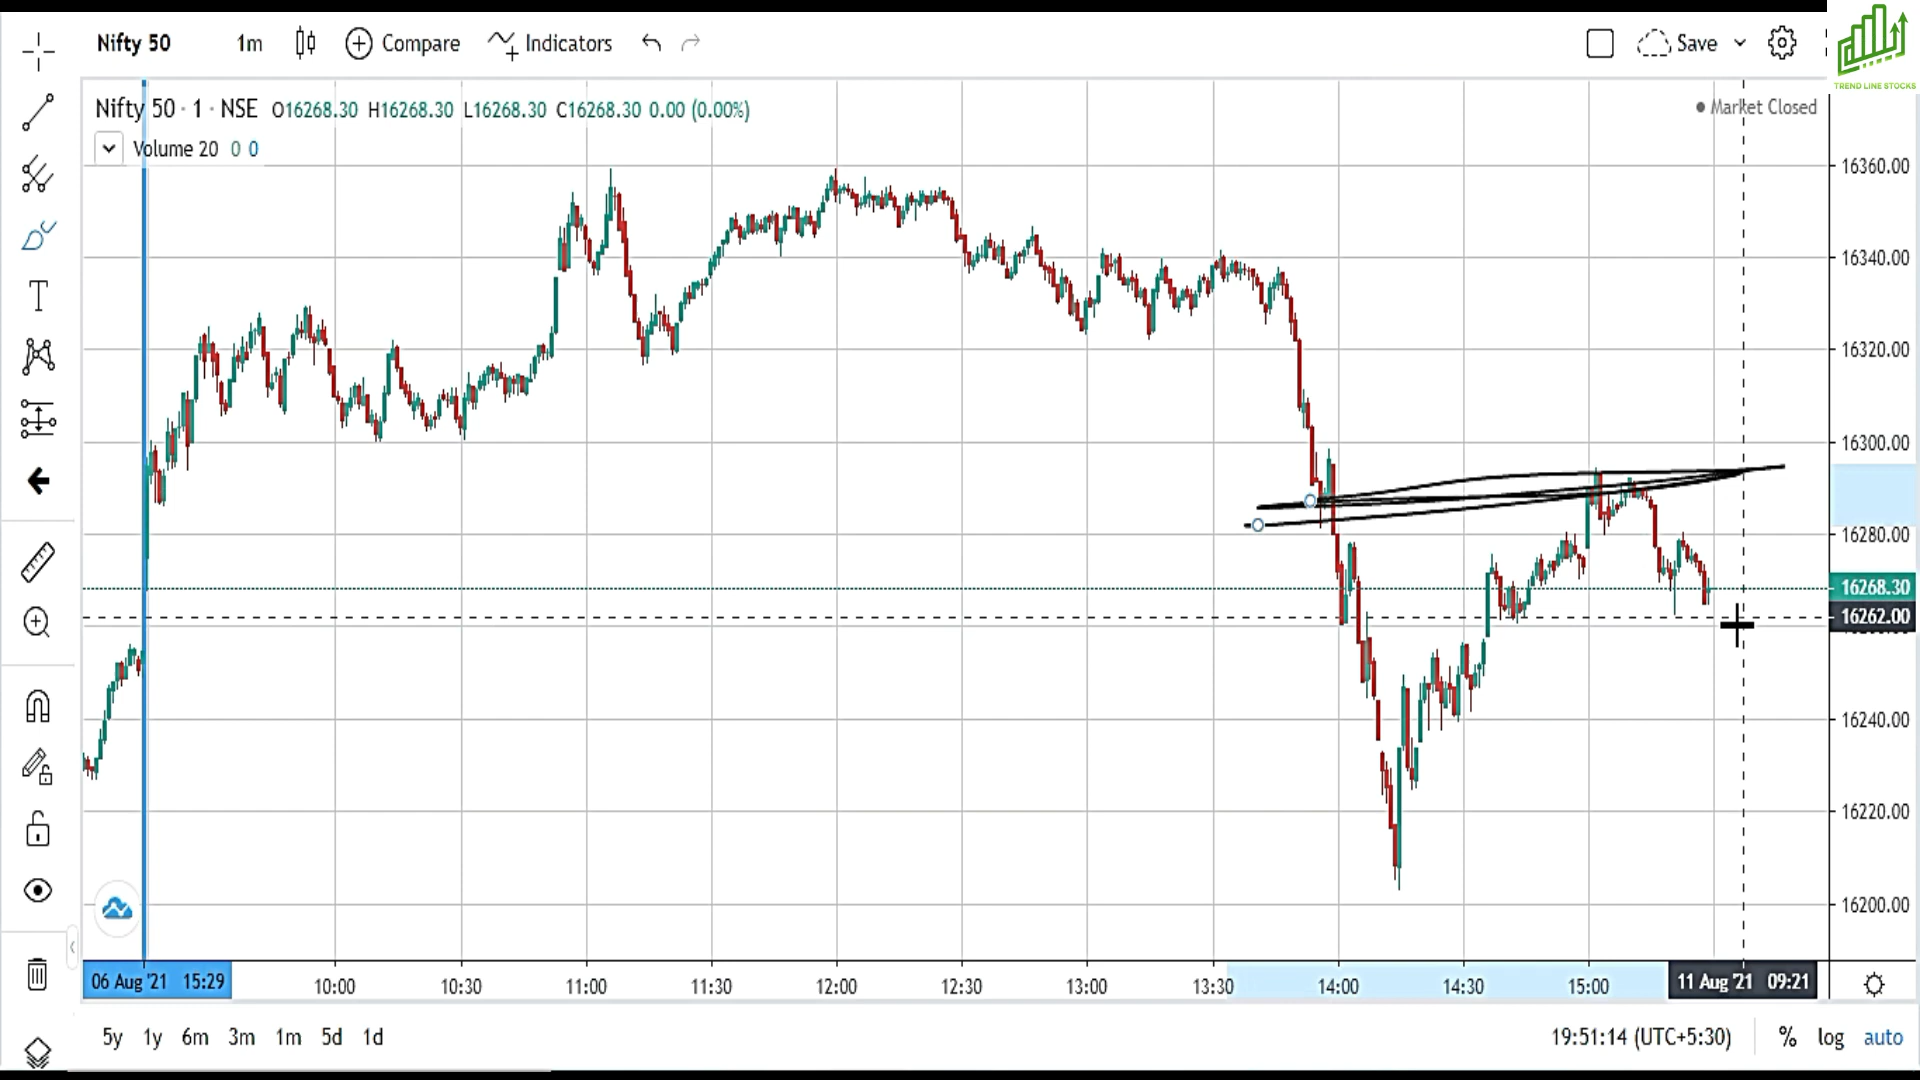 Nifty 50 1m Compare Indicators Save
TREND LINE STOCKS
Nifty 50 · 1 · NSE O16268.30 H16268.30 L16268.30 C16268.30 0.00 (0.00%)
Market Closed
Volume 20 0 0
T
16360.00
16340.00
16320.00
16300.00
16280.00
16268.30
16262.00
16240.00
16220.00
16200.00
06 Aug '21 15:29 10:00 10:30 11:00 11:30 12:00 12:30 13:00 13:30 14:00 14:30 15:00 11 Aug '21 09:21
5y 1y 6m 3m 1m 5d 1d 19:51:14 (UTC+5:30) % log auto